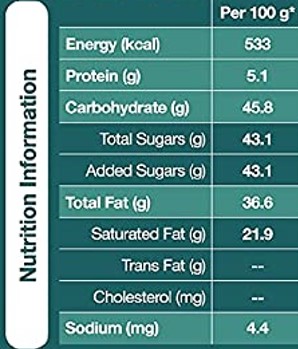 Per 100 g*
Energy (kcal) 533
Protein (g) 5.1
Carbohydrate (g) 45.8
Total Sugars (g) 43.1
Added Sugars (g) 43.1
Total Fat (g) 36.6
Saturated Fat (g) 21.9
Trans Fat (g) --
Cholesterol (mg) --
Sodium (mg) 4.4
Nutrition Information